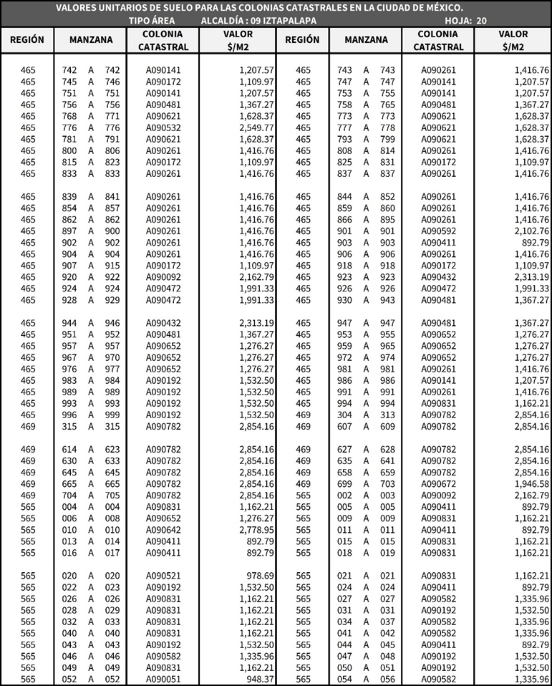 VALORES UNITARIOS DE SUELO PARA LAS COLONIAS CATASTRALES EN LA CIUDAD DE MÉXICO.
TIPO ÁREA ALCALDÍA : 09 IZTAPALAPA HOJA: 20
REGIÓN MANZANA COLONIA CATASTRAL VALOR $/M2 REGIÓN MANZANA COLONIA CATASTRAL VALOR $/M2
465 742 A 742 A090141 1,207.57 465 743 A 743 A090261 1,416.76
465 745 A 746 A090172 1,109.97 465 747 A 747 A090141 1,207.57
465 751 A 751 A090141 1,207.57 465 753 A 755 A090141 1,207.57
465 756 A 756 A090481 1,367.27 465 758 A 765 A090481 1,367.27
465 768 A 771 A090621 1,628.37 465 773 A 773 A090621 1,628.37
465 776 A 776 A090532 2,549.77 465 777 A 778 A090621 1,628.37
465 781 A 791 A090621 1,628.37 465 793 A 799 A090621 1,628.37
465 800 A 806 A090261 1,416.76 465 808 A 814 A090261 1,416.76
465 815 A 823 A090172 1,109.97 465 825 A 831 A090172 1,109.97
465 833 A 833 A090261 1,416.76 465 837 A 837 A090261 1,416.76
465 839 A 841 A090261 1,416.76 465 844 A 852 A090261 1,416.76
465 854 A 857 A090261 1,416.76 465 859 A 860 A090261 1,416.76
465 862 A 862 A090261 1,416.76 465 866 A 895 A090261 1,416.76
465 897 A 900 A090261 1,416.76 465 901 A 901 A090592 2,102.76
465 902 A 902 A090261 1,416.76 465 903 A 903 A090411 892.79
465 904 A 904 A090261 1,416.76 465 906 A 906 A090261 1,416.76
465 907 A 915 A090172 1,109.97 465 918 A 918 A090172 1,109.97
465 920 A 922 A090092 2,162.79 465 923 A 923 A090432 2,313.19
465 924 A 924 A090472 1,991.33 465 926 A 926 A090472 1,991.33
465 928 A 929 A090472 1,991.33 465 930 A 943 A090481 1,367.27
465 944 A 946 A090432 2,313.19 465 947 A 947 A090481 1,367.27
465 951 A 952 A090481 1,367.27 465 953 A 955 A090652 1,276.27
465 957 A 957 A090652 1,276.27 465 959 A 965 A090652 1,276.27
465 967 A 970 A090652 1,276.27 465 972 A 974 A090652 1,276.27
465 976 A 977 A090652 1,276.27 465 981 A 981 A090261 1,416.76
465 983 A 984 A090192 1,532.50 465 986 A 986 A090141 1,207.57
465 989 A 989 A090192 1,532.50 465 991 A 991 A090261 1,416.76
465 993 A 993 A090192 1,532.50 465 994 A 994 A090831 1,162.21
465 996 A 999 A090192 1,532.50 469 304 A 313 A090782 2,854.16
469 315 A 315 A090782 2,854.16 469 607 A 609 A090782 2,854.16
469 614 A 623 A090782 2,854.16 469 627 A 628 A090782 2,854.16
469 630 A 633 A090782 2,854.16 469 635 A 641 A090782 2,854.16
469 645 A 645 A090782 2,854.16 469 658 A 659 A090782 2,854.16
469 665 A 665 A090782 2,854.16 469 699 A 703 A090672 1,946.58
469 704 A 705 A090782 2,854.16 565 002 A 003 A090092 2,162.79
565 004 A 004 A090831 1,162.21 565 005 A 005 A090411 892.79
565 006 A 008 A090652 1,276.27 565 009 A 009 A090831 1,162.21
565 010 A 010 A090642 2,778.95 565 011 A 011 A090411 892.79
565 013 A 014 A090411 892.79 565 015 A 015 A090831 1,162.21
565 016 A 017 A090411 892.79 565 018 A 019 A090831 1,162.21
565 020 A 020 A090521 978.69 565 021 A 021 A090831 1,162.21
565 022 A 023 A090192 1,532.50 565 024 A 024 A090411 892.79
565 026 A 026 A090831 1,162.21 565 027 A 027 A090582 1,335.96
565 028 A 029 A090831 1,162.21 565 031 A 031 A090192 1,532.50
565 032 A 033 A090831 1,162.21 565 034 A 037 A090582 1,335.96
565 040 A 040 A090831 1,162.21 565 041 A 042 A090582 1,335.96
565 043 A 043 A090192 1,532.50 565 044 A 044 A090411 892.79
565 046 A 046 A090582 1,335.96 565 047 A 048 A090192 1,532.50
565 049 A 049 A090831 1,162.21 565 050 A 051 A090192 1,532.50
565 052 A 052 A090051 948.37 565 054 A 056 A090582 1,335.96